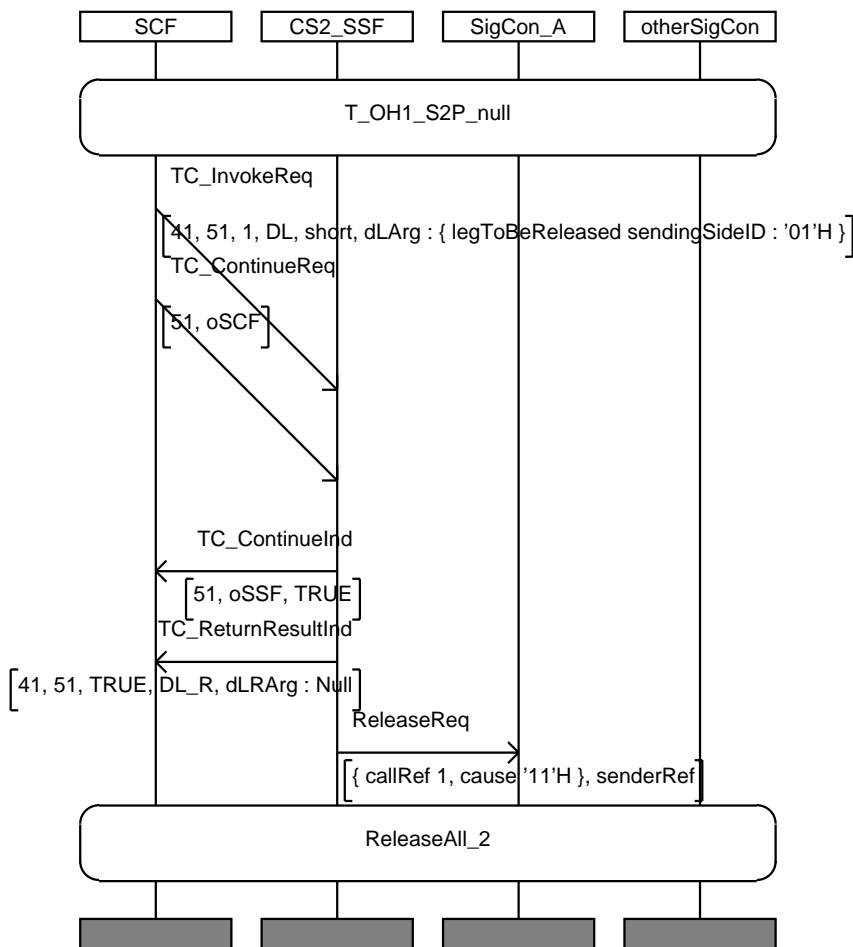 SCF CS2_SSF SigCon_A otherSigCon
T_OH1_S2P_null
TC_InvokeReq
41, 51, 1, DL, short, dLArg : { legToBeReleased sendingSideID : '01'H }
TC_ContinueReq
51, oSCF
TC_ContinueInd
51, oSSF, TRUE
TC_ReturnResultInd
41, 51, TRUE, DL_R, dLRArg : Null
ReleaseReq
{ callRef 1, cause '11'H }, senderRef
ReleaseAll_2